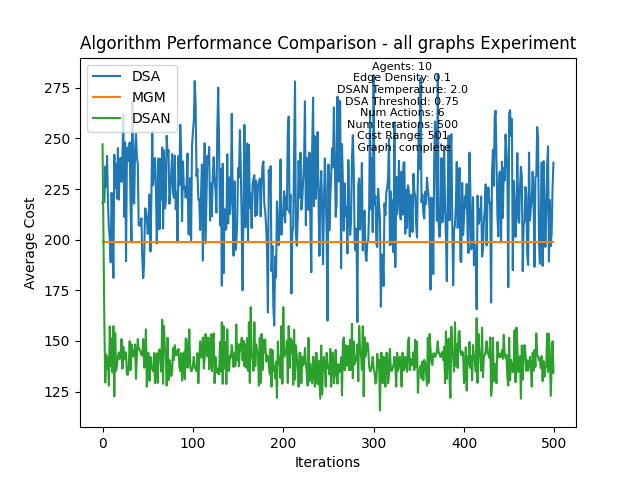 Algorithm Performance Comparison - all graphs Experiment
DSA
MGM
DSAN
Agents: 10
Edge Density: 0.1
DSAN Temperature: 2.0
DSA Threshold: 0.75
Num Actions: 6
Num Iterations: 500
Cost Range: 501
Graph: complete
Average Cost
275
250
225
200
175
150
125
0
100
200
300
400
500
Iterations